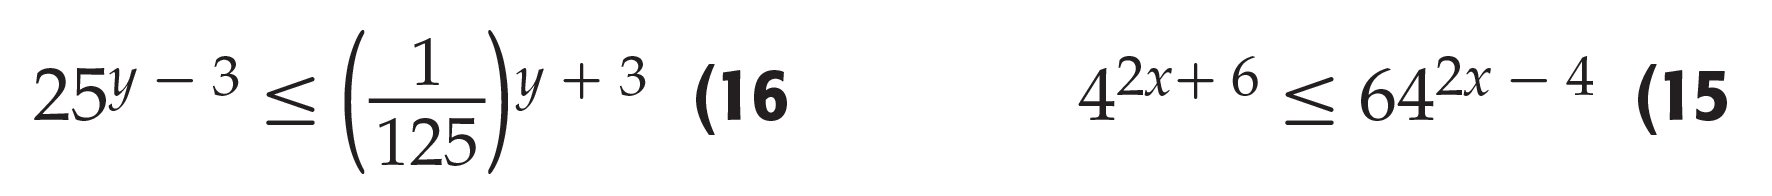 (15 4^{2x+ 6} ≤ 64^{2x − 4}
(16 25^{y − 3} ≤ (1/125)^{y + 3}